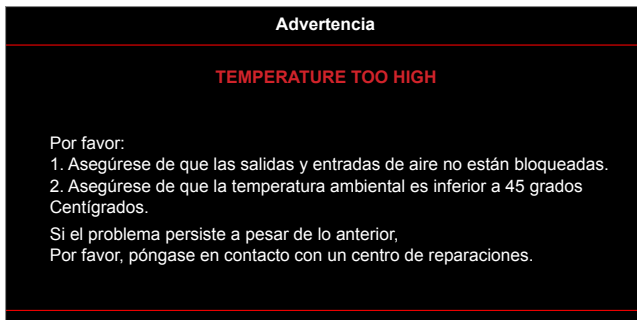 Advertencia
TEMPERATURE TOO HIGH
Por favor:
1. Asegúrese de que las salidas y entradas de aire no están bloqueadas.
2. Asegúrese de que la temperatura ambiental es inferior a 45 grados
Centígrados.
Si el problema persiste a pesar de lo anterior,
Por favor, póngase en contacto con un centro de reparaciones.